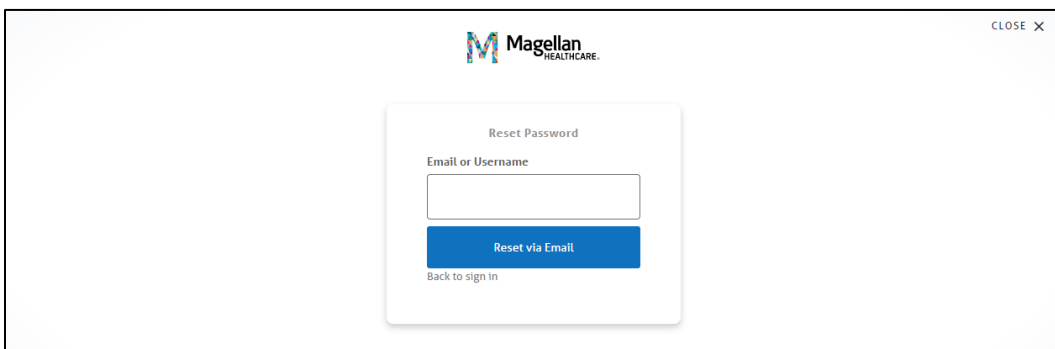 CLOSE X
Magellan
HEALTHCARE.
Reset Password
Email or Username
Reset via Email
Back to sign in